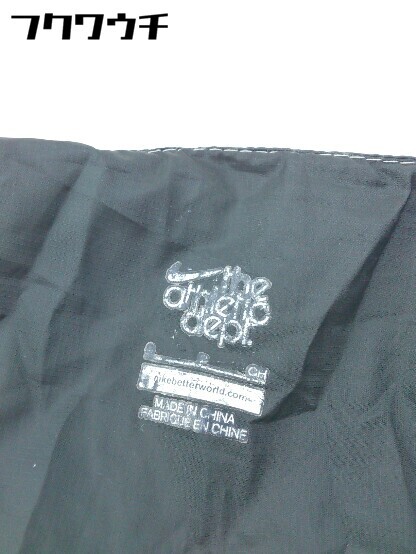 フクワウチ
the
athletic
dept.
nikebetterworld.com
MADE IN CHINA
FABRIQUE EN CHINE